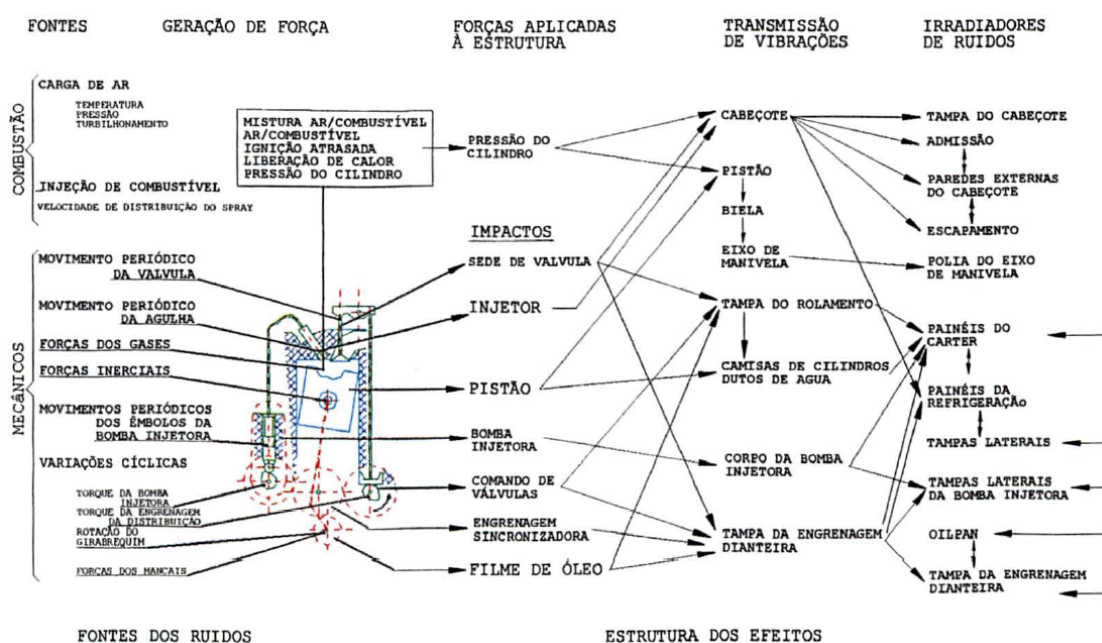 FONTES
GERAÇÃO DE FORÇA
FORÇAS APLICADAS
À ESTRUTURA
TRANSMISSÃO
DE VIBRAÇÕES
IRRADIADORES
DE RUIDOS
COMBUSTÃO
CARGA DE AR
TEMPERATURA
PRESSÃO
TURBILHONAMENTO
INJEÇÃO DE COMBUSTÍVEL
VELOCIDADE DE DISTRIBUIÇÃO DO SPRAY
MECÂNICOS
MOVIMENTO PERIÓDICO
DA VALVULA
MOVIMENTO PERIÓDICO
DA AGULHA
FORÇAS DOS GASES
FORÇAS INERCIAIS
MOVIMENTOS PERIÓDICOS
DOS ÊMBOLOS DA
BOMBA INJETORA
VARIAÇÕES CÍCLICAS
TORQUE DA BOMBA
INJETORA
TORQUE DA ENGRENAGEM
DA DISTRIBUIÇÃO
ROTAÇÃO DO
GIRABREQUIM
FORÇAS DOS MANCAIS
MISTURA AR/COMBUSTÍVEL
AR/COMBUSTÍVEL
IGNIÇÃO ATRASADA
LIBERAÇÃO DE CALOR
PRESSÃO DO CILINDRO
PRESSÃO DO
CILINDRO
IMPACTOS
SEDE DE VALVULA
INJETOR
PISTÃO
BOMBA
INJETORA
COMANDO DE
VÁLVULAS
ENGRENAGEM
SINCRONIZADORA
FILME DE ÓLEO
CABEÇOTE
PISTÃO
BIELA
EIXO DE
MANIVELA
TAMPA DO ROLAMENTO
CAMISAS DE CILINDROS
DUTOS DE AGUA
CORPO DA BOMBA
INJETORA
TAMPA DA ENGRENAGEM
DIANTEIRA
TAMPA DO CABEÇOTE
ADMISSÃO
PAREDES EXTERNAS
DO CABEÇOTE
ESCAPAMENTO
POLIA DO EIXO
DE MANIVELA
PAINÉIS DO
CARTER
PAINÉIS DA
REFRIGERAÇÃO
TAMPAS LATERAIS
TAMPAS LATERAIS
DA BOMBA INJETORA
OILPAN
TAMPA DA ENGRENAGEM
DIANTEIRA
FONTES DOS RUIDOS
ESTRUTURA DOS EFEITOS